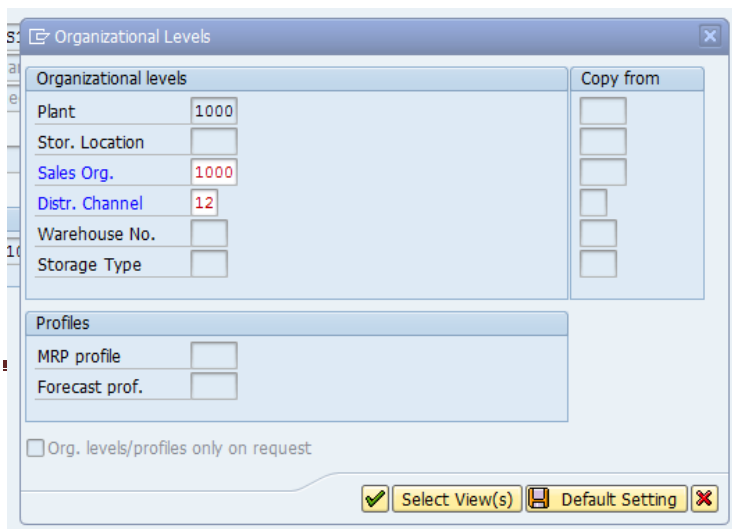 Organizational Levels
Organizational levels Copy from
Plant 1000
Stor. Location
Sales Org. 1000
Distr. Channel 12
Warehouse No.
Storage Type
Profiles
MRP profile
Forecast prof.
Org. levels/profiles only on request
Select View(s) Default Setting